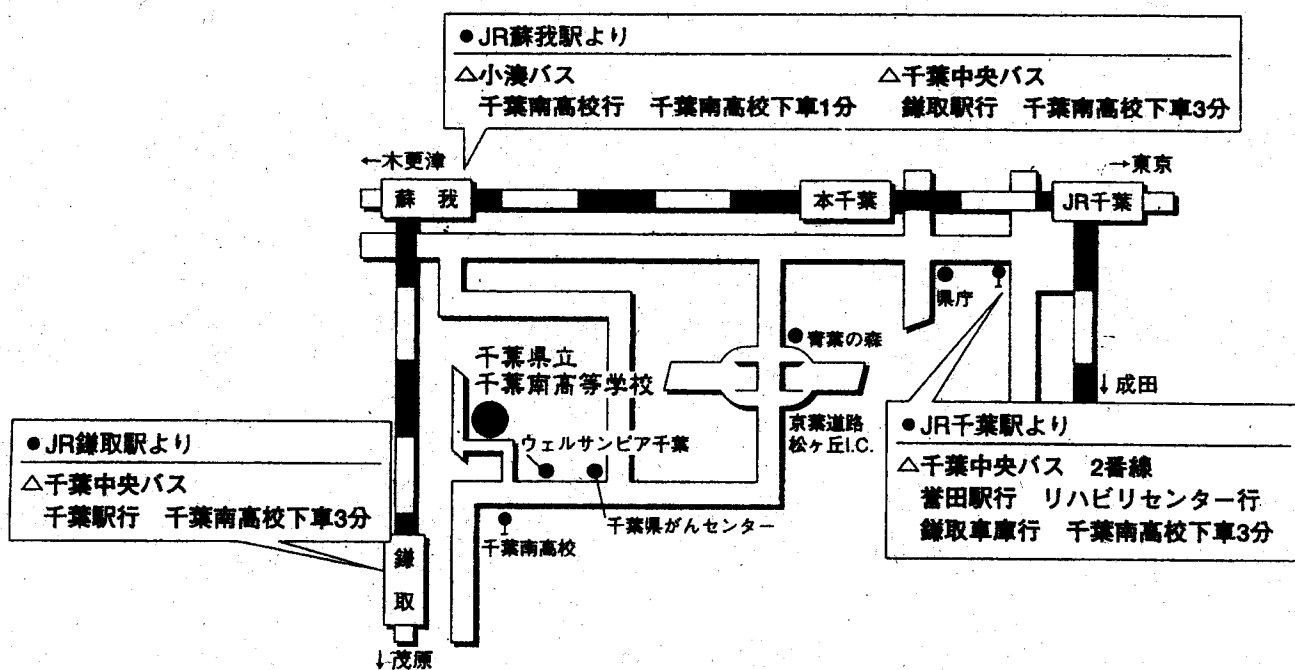 ●JR蘇我駅より
△小湊バス
千葉南高校行 千葉南高校下車1分
△千葉中央バス
鎌取駅行 千葉南高校下車3分
←木更津
→東京
蘇我
本千葉
JR千葉
県庁
青葉の森
千葉県立
千葉南高等学校
↓成田
京葉道路
松ヶ丘I.C.
ウェルサンピア千葉
千葉県がんセンター
千葉南高校
●JR鎌取駅より
△千葉中央バス
千葉駅行 千葉南高校下車3分
●JR千葉駅より
△千葉中央バス 2番線
誉田駅行 リハビリセンター行
鎌取車庫行 千葉南高校下車3分
鎌取
↓茂原